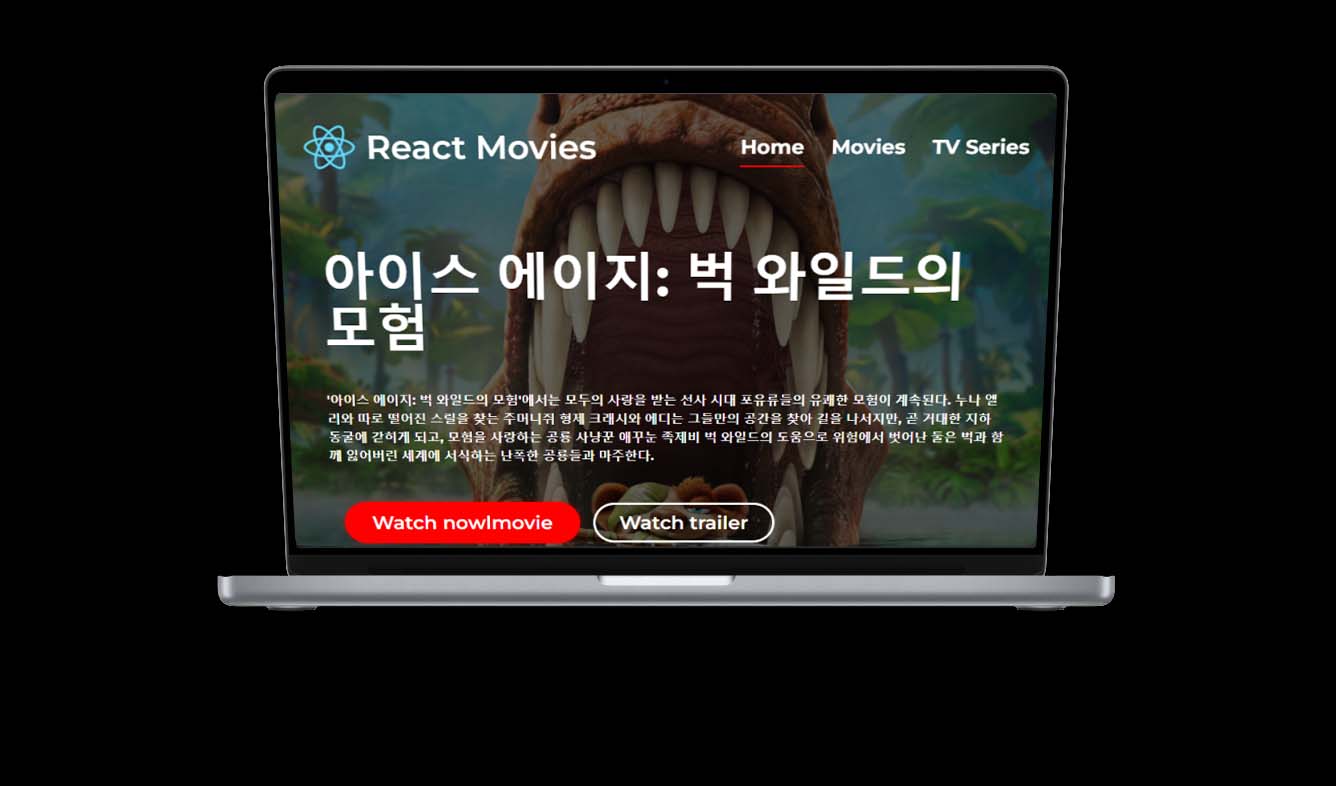 React Movies
Home Movies TV Series
아이스 에이지: 벅 와일드의
모험
'아이스 에이지: 벅 와일드의 모험'에서는 모두의 사랑을 받는 선사 시대 포유류들의 유쾌한 모험이 계속된다. 누나 앨
리와 따로 떨어진 스릴을 찾는 주머니쥐 형제 크래시와 에디는 그들만의 공간을 찾아 길을 나서지만, 곧 거대한 지하
동굴에 갇히게 되고, 모험을 사랑하는 공룡 사냥꾼 애꾸눈 족제비 벅 와일드의 도움으로 위험에서 벗어난 둘은 벅과 함
께 잃어버린 세계에 서식하는 난폭한 공룡들과 마주한다.
Watch nowlmovie
Watch trailer